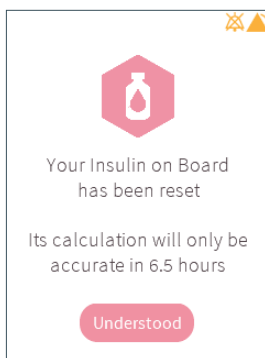 Your Insulin on Board
has been reset
Its calculation will only be
accurate in 6.5 hours
Understood